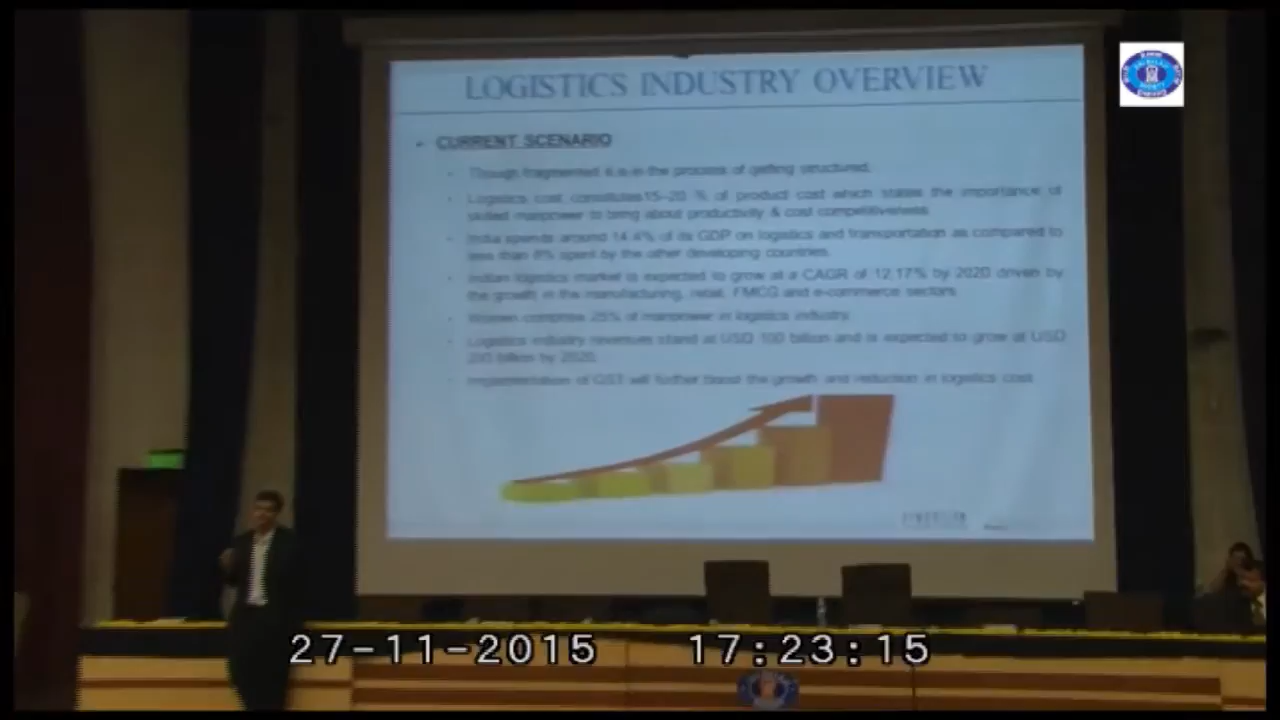 LOGISTICS INDUSTRY OVERVIEW
• CURRENT SCENARIO
• Though fragmented it is in the process of getting structured.
• Logistics cost constitutes 15-20 % of product cost which states the importance of
skilled manpower to bring about productivity & cost competitiveness
• India spends around 14.4% of its GDP on logistics and transportation as compared to
less than 8% spent by the other developing countries.
• Indian logistics market is expected to grow at a CAGR of 12.17% by 2020 driven by
the growth in the manufacturing, retail, FMCG and e-commerce sectors
• Women comprise 25% of manpower in logistics industry.
• Logistics industry revenues stand at USD 100 billion and is expected to grow at USD
billion by 2020.
• Implementation of GST will further boost the growth and reduction in logistics cost
27-11-2015 17:23:15